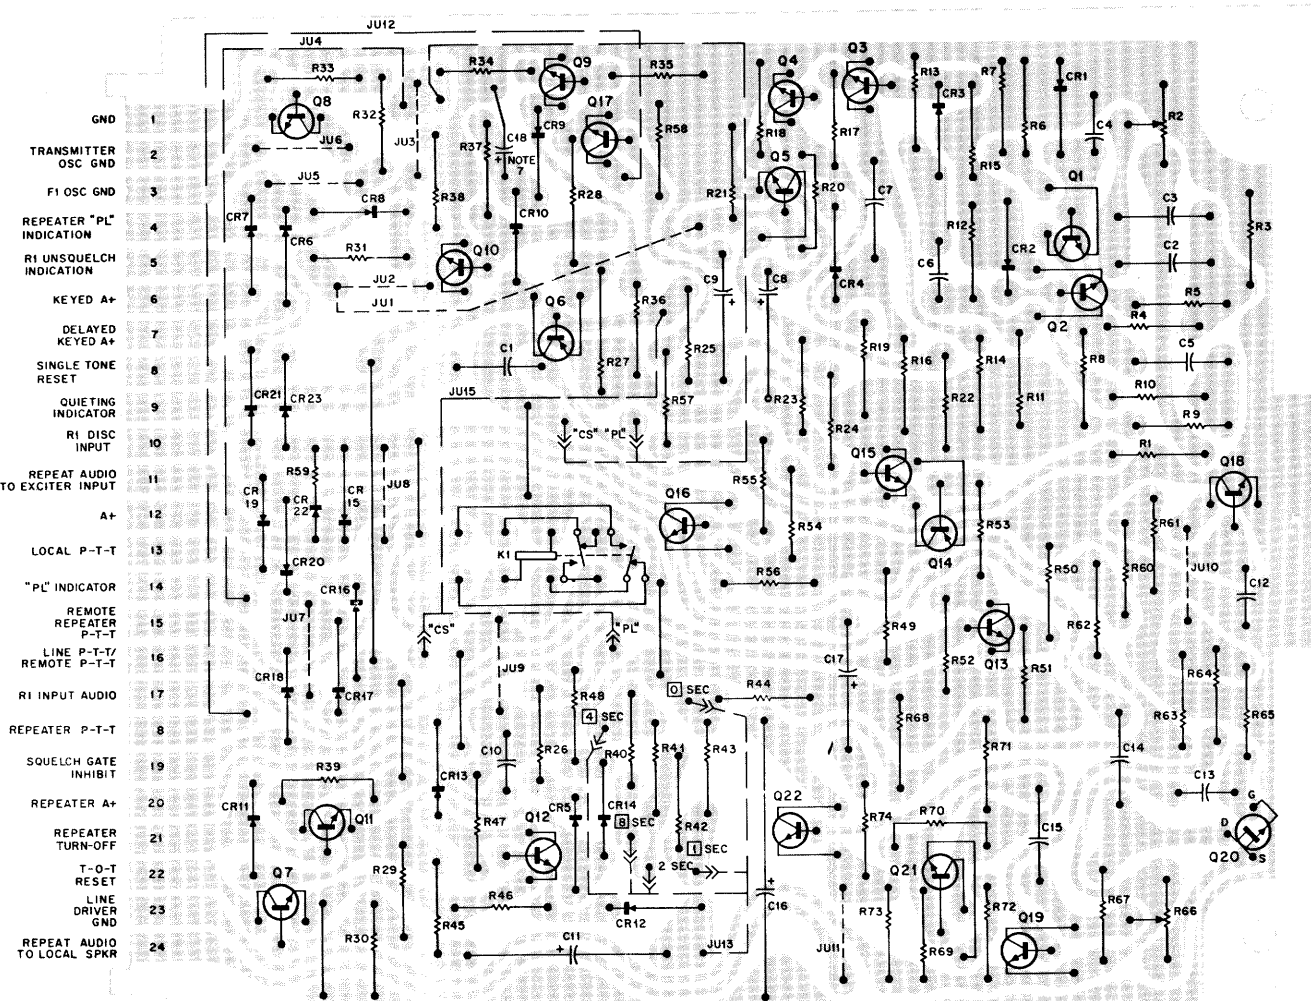 JU12
JU4
R33
R34
Q9
R35
Q4
Q3
R13
R7
CR1
Q8
R32
JU6
JU3
R37
C18
NOTE
7
CR9
Q17
R58
R18
R17
CR3
R15
R6
C4
R2
GND 1
TRANSMITTER
OSC GND 2
F1 OSC GND 3
REPEATER "PL"
INDICATION 4
R1 UNSQUELCH
INDICATION 5
KEYED A+ 6
DELAYED
KEYED A+ 7
SINGLE TONE
RESET 8
QUIETING
INDICATOR 9
R1 DISC
INPUT 10
REPEAT AUDIO
TO EXCITER INPUT 11
A+ 12
LOCAL P-T-T 13
"PL" INDICATOR 14
REMOTE
REPEATER
P-T-T 15
LINE P-T-T/
REMOTE P-T-T 16
R1 INPUT AUDIO 17
REPEATER P-T-T 8
SQUELCH GATE
INHIBIT 19
REPEATER A+ 20
REPEATER
TURN-OFF 21
T-O-T
RESET 22
LINE
DRIVER
GND 23
REPEAT AUDIO
TO LOCAL SPKR 24
JU5
CR8
CR7
CR6
R31
JU2
JU1
R38
R28
CR10
Q10
R21
Q5
R20
C7
R12
C6
CR2
CR4
Q1
C3
C2
R3
Q2
R5
R4
C5
Q6
R36
C9
C8
C1
R27
R25
R19
R16
R14
R8
CR21
CR23
JU15
R57
R23
R24
R22
R11
R10
R9
R1
"CS" "PL"
R59
CR
19
CR
22
CR
15
JU8
Q16
R55
R54
Q15
Q14
R53
Q18
R61
K1
CR20
CR16
R56
R50
R60
JU10
C12
JU7
"CS"
"PL"
R49
R62
Q13
R52
R51
CR18
CR17
JU9
R48
0 SEC
R44
C17
R68
R63
R64
R65
4 SEC
C10
R26
R40
R41
R43
R71
C14
R39
CR11
Q11
CR13
R47
Q12
CR5
CR14
8 SEC
R42
1 SEC
2 SEC
Q22
R74
R70
C15
C13
G
D
S
Q20
Q7
R29
R30
R45
R46
CR12
C11
JU13
C16
JU11
R73
Q21
R69
R72
Q19
R67
R66